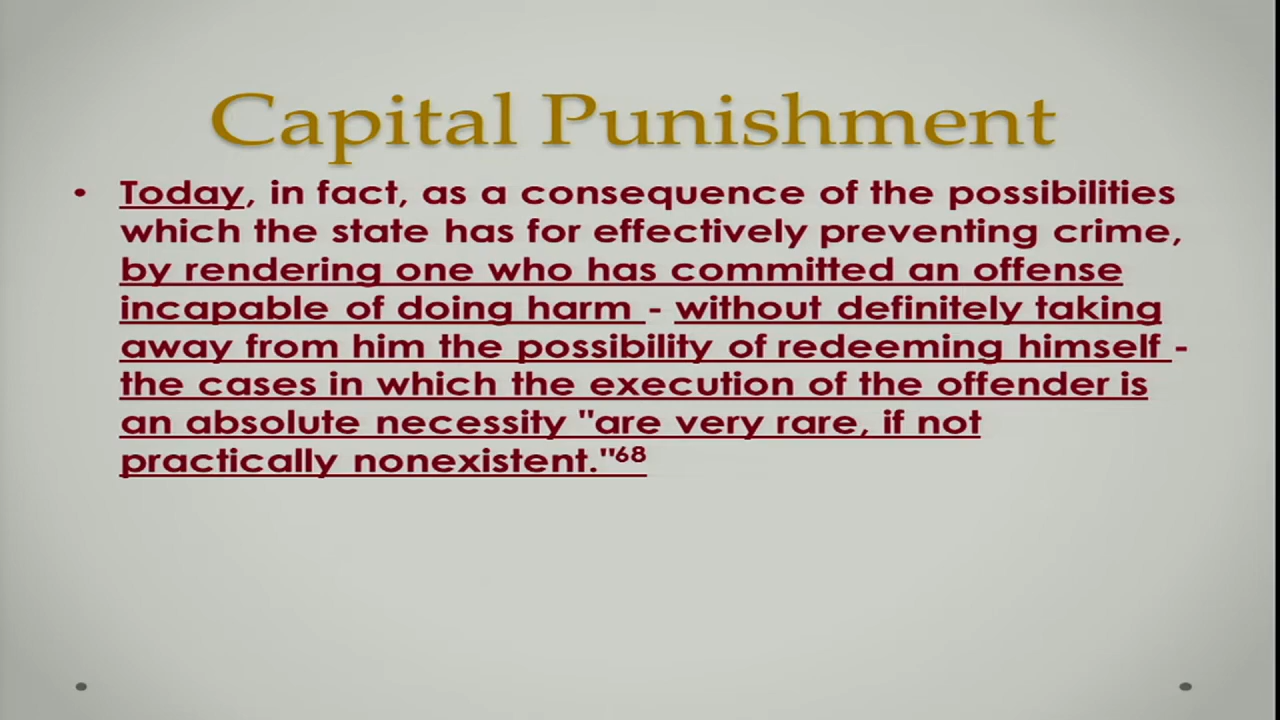 Capital Punishment
• Today, in fact, as a consequence of the possibilities
which the state has for effectively preventing crime,
by rendering one who has committed an offense
incapable of doing harm - without definitely taking
away from him the possibility of redeeming himself -
the cases in which the execution of the offender is
an absolute necessity "are very rare, if not
practically nonexistent."68